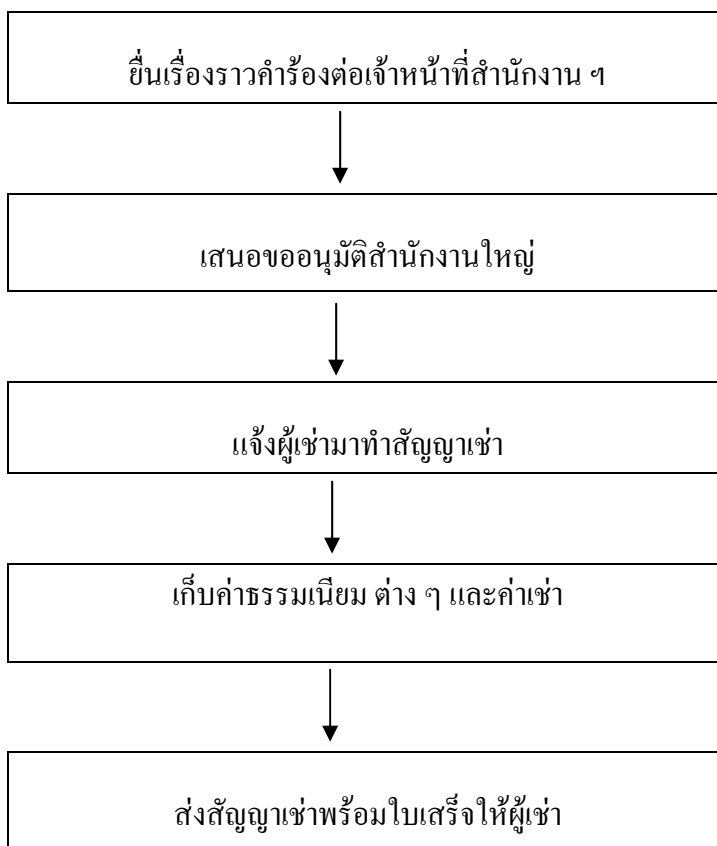 ยื่นเรื่องราวคำร้องต่อเจ้าหน้าที่สำนักงาน ฯ
เสนอขออนุมัติสำนักงานใหญ่
แจ้งผู้เช่ามาทำสัญญาเช่า
เก็บค่าธรรมเนียม ต่าง ๆ และค่าเช่า
ส่งสัญญาเช่าพร้อมใบเสร็จให้ผู้เช่า